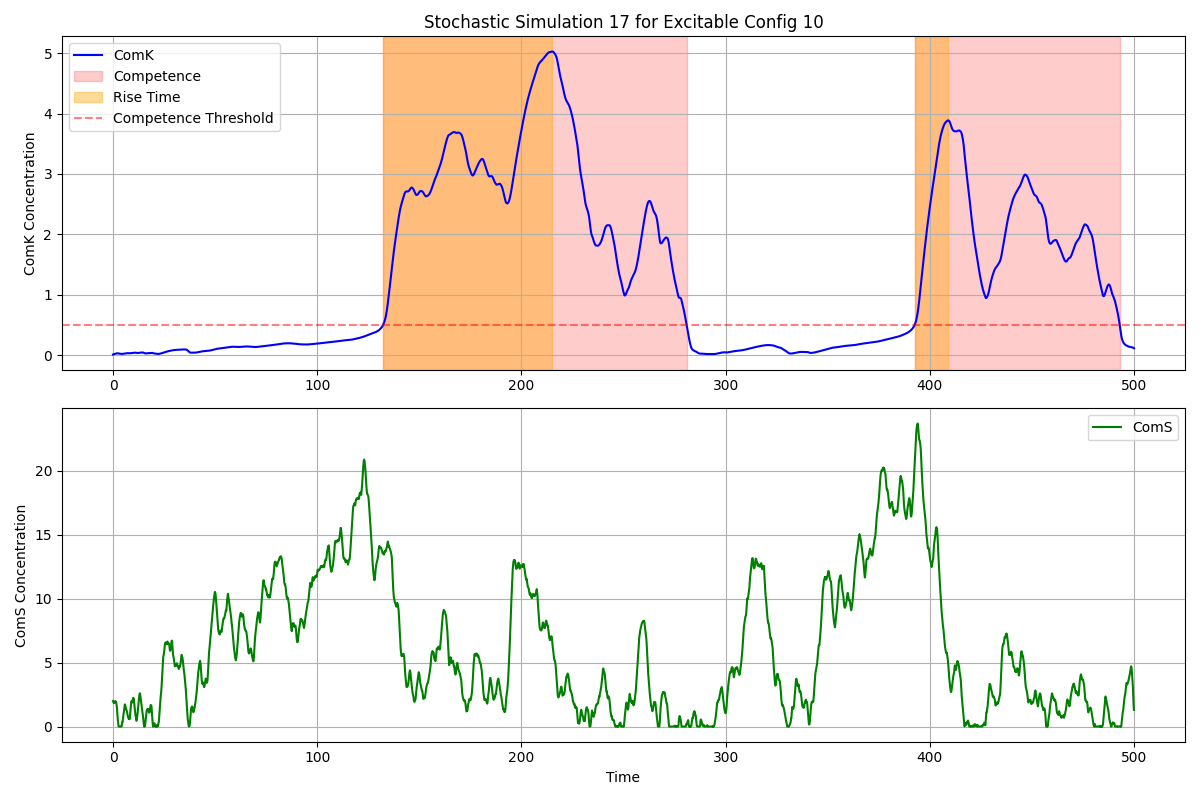 Stochastic Simulation 17 for Excitable Config 10
ComK
Competence
Rise Time
Competence Threshold
ComK Concentration
5
4
3
2
1
0
0 100 200 300 400 500
ComS
ComS Concentration
20
15
10
5
0
0 100 200 300 400 500
Time